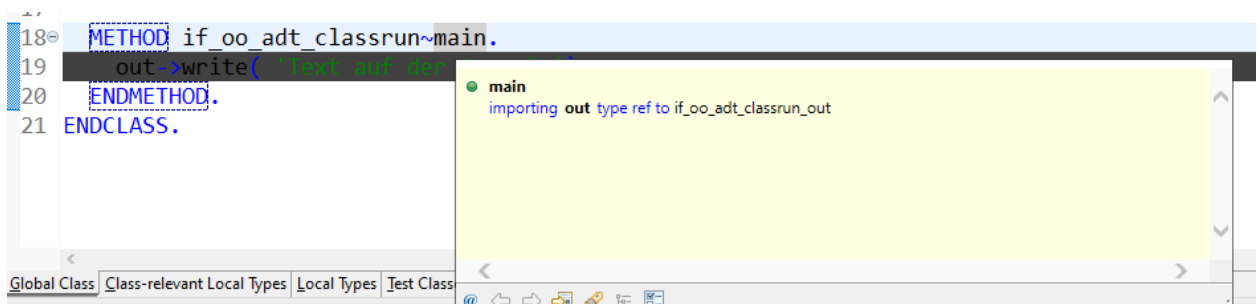 18 METHOD if_oo_adt_classrun~main.
19 out->write( 'Text auf der
20 ENDMETHOD.
21 ENDCLASS.
main
importing out type ref to if_oo_adt_classrun_out
Global Class Class-relevant Local Types Local Types Test Class
@